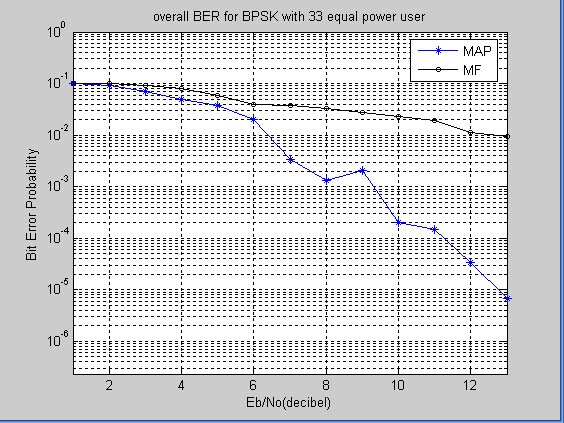 overall BER for BPSK with 33 equal power user
10^0
10^-1
10^-2
10^-3
10^-4
10^-5
10^-6
Bit Error Probability
MAP
MF
2 4 6 8 10 12
Eb/No(decibel)